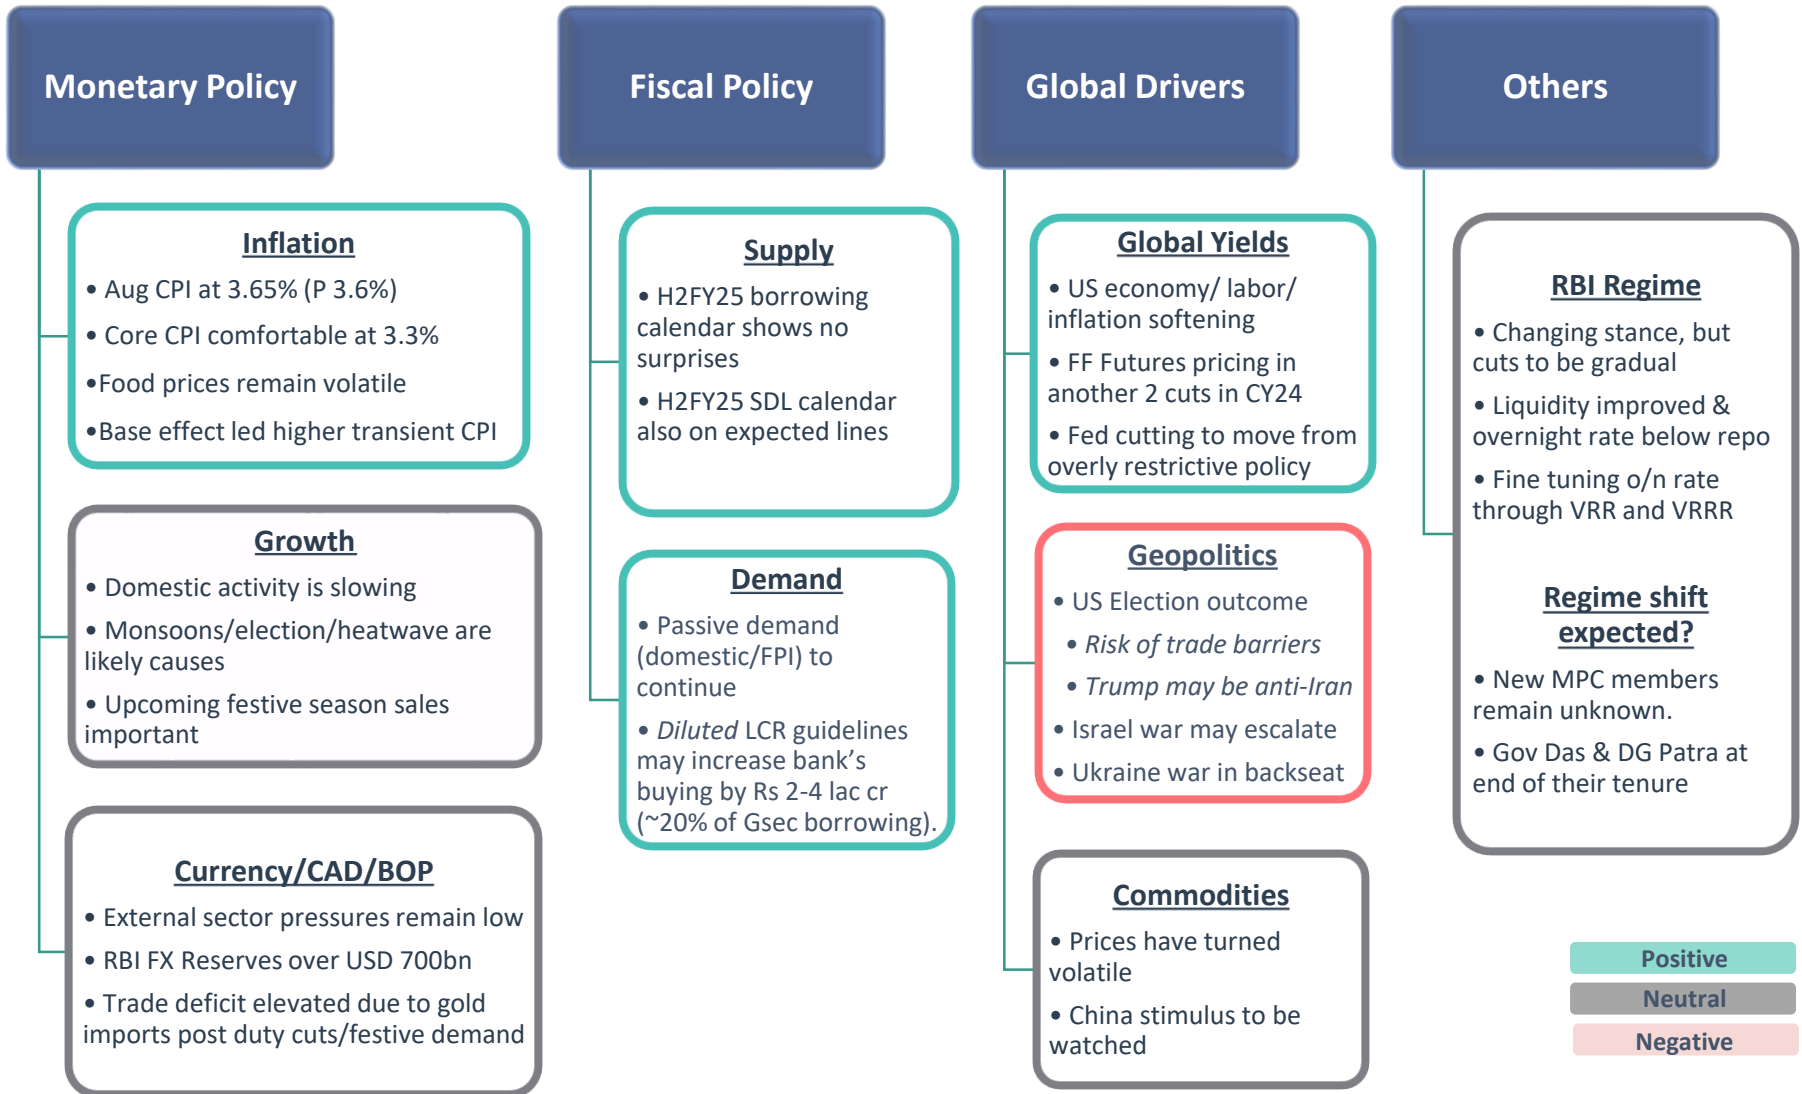 Monetary Policy
Inflation
• Aug CPI at 3.65% (P 3.6%)
• Core CPI comfortable at 3.3%
•Food prices remain volatile
•Base effect led higher transient CPI
Growth
• Domestic activity is slowing
• Monsoons/election/heatwave are
likely causes
• Upcoming festive season sales
important
Currency/CAD/BOP
• External sector pressures remain low
• RBI FX Reserves over USD 700bn
• Trade deficit elevated due to gold
imports post duty cuts/festive demand
Fiscal Policy
Supply
• H2FY25 borrowing
calendar shows no
surprises
• H2FY25 SDL calendar
also on expected lines
Demand
• Passive demand
(domestic/FPI) to
continue
• Diluted LCR guidelines
may increase bank's
buying by Rs 2-4 lac cr
(~20% of Gsec borrowing).
Global Drivers
Global Yields
• US economy/ labor/
inflation softening
• FF Futures pricing in
another 2 cuts in CY24
• Fed cutting to move from
overly restrictive policy
Geopolitics
• US Election outcome
• Risk of trade barriers
• Trump may be anti-Iran
• Israel war may escalate
• Ukraine war in backseat
Commodities
• Prices have turned
volatile
• China stimulus to be
watched
Others
RBI Regime
• Changing stance, but
cuts to be gradual
• Liquidity improved &
overnight rate below repo
• Fine tuning o/n rate
through VRR and VRRR
Regime shift
expected?
• New MPC members
remain unknown.
• Gov Das & DG Patra at
end of their tenure
Positive
Neutral
Negative